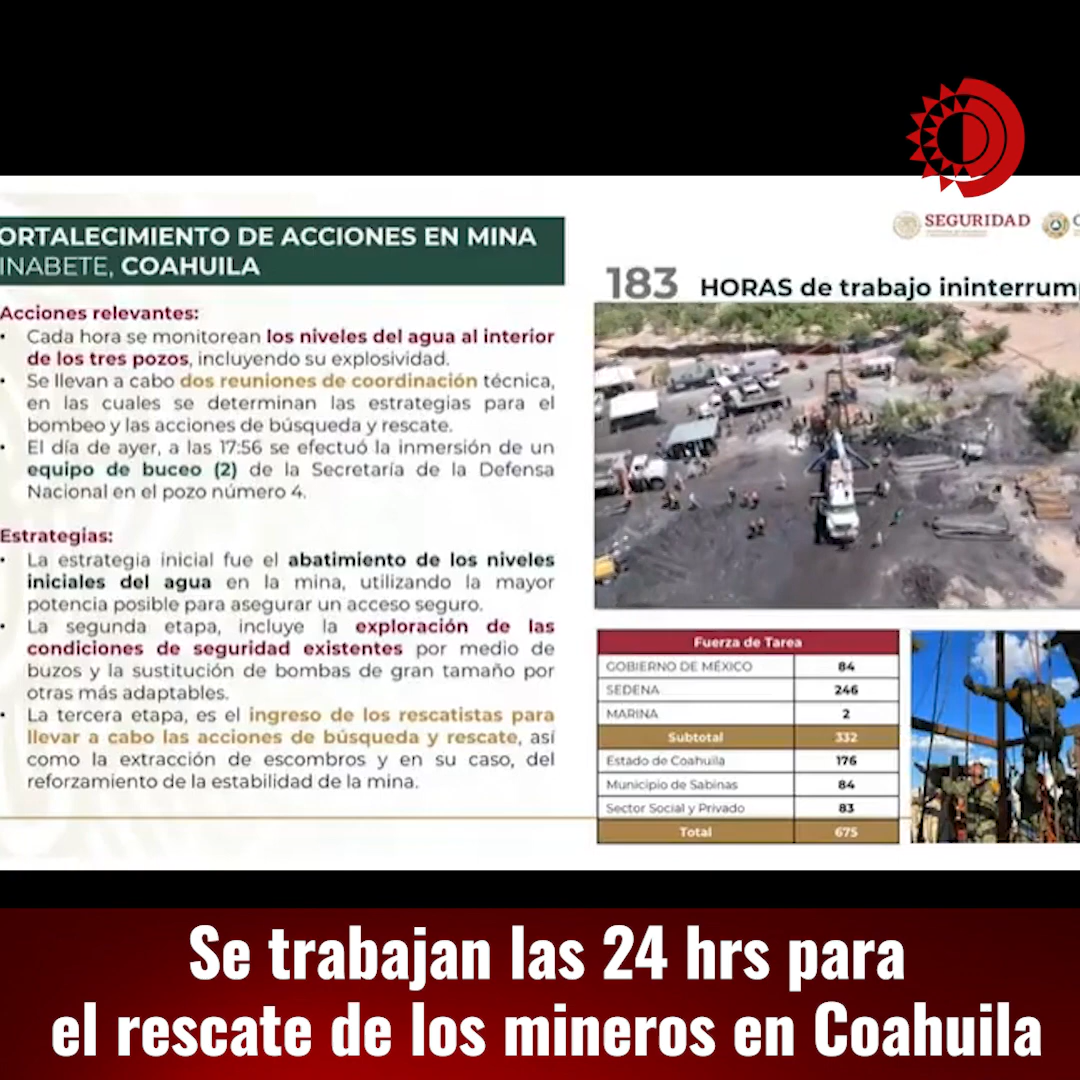 ORTALECIMIENTO DE ACCIONES EN MINA
INABETE, COAHUILA
Acciones relevantes:
• Cada hora se monitorean los niveles del agua al interior
de los tres pozos, incluyendo su explosividad.
• Se llevan a cabo dos reuniones de coordinación técnica,
en las cuales se determinan las estrategias para el
bombeo y las acciones de búsqueda y rescate.
• El día de ayer, a las 17:56 se efectuó la inmersión de un
equipo de buceo (2) de la Secretaría de la Defensa
Nacional en el pozo número 4.
Estrategias:
• La estrategia inicial fue el abatimiento de los niveles
iniciales del agua en la mina, utilizando la mayor
potencia posible para asegurar un acceso seguro.
• La segunda etapa, incluye la exploración de las
condiciones de seguridad existentes por medio de
buzos y la sustitución de bombas de gran tamaño por
otras más adaptables.
• La tercera etapa, es el ingreso de los rescatistas para
llevar a cabo las acciones de búsqueda y rescate, así
como la extracción de escombros y en su caso, del
reforzamiento de la estabilidad de la mina.
SEGURIDAD
183 HORAS de trabajo ininterrump
Fuerza de Tarea
GOBIERNO DE MÉXICO 84
SEDENA 246
MARINA 2
Subtotal 332
Estado de Coahuila 176
Municipio de Sabinas 84
Sector Social y Privado 83
Total 675
Se trabajan las 24 hrs para
el rescate de los mineros en Coahuila